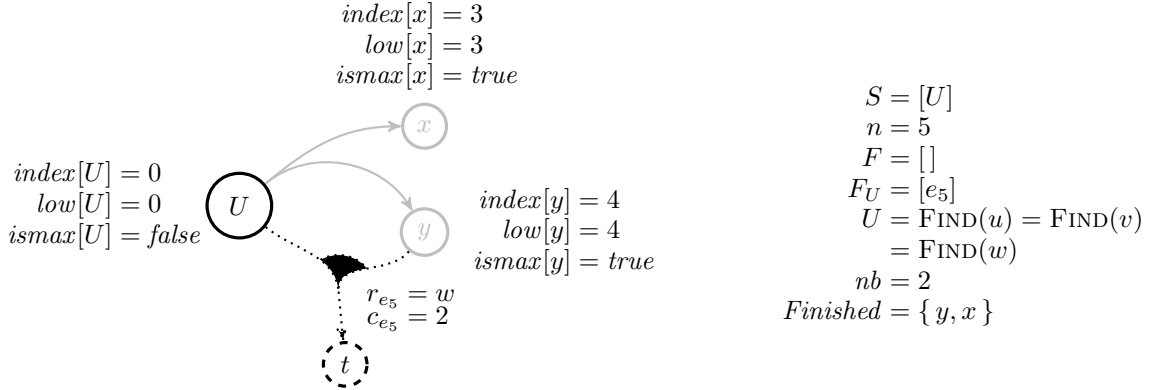 index[x] = 3
low[x] = 3
ismax[x] = true
x
index[U] = 0
low[U] = 0
ismax[U] = false
U
index[y] = 4
low[y] = 4
ismax[y] = true
y
r_{e_5} = w
c_{e_5} = 2
t
S = [U]
n = 5
F = [ ]
F_U = [e_5]
U = FIND(u) = FIND(v)
= FIND(w)
nb = 2
Finished = { y, x }